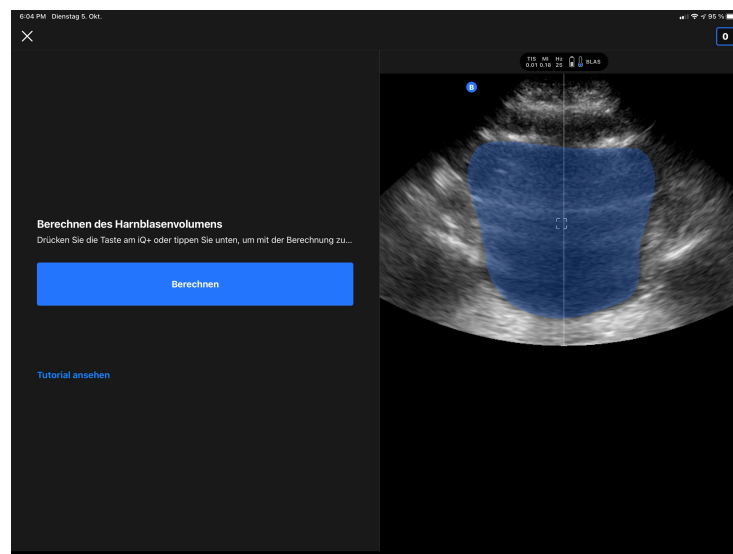 6:04 PM Dienstag 5. Okt.
95 %
0
TIS MI Hz
0.01 0.18 25
BLAS
B
Berechnen des Harnblasenvolumens
Drücken Sie die Taste am iQ+ oder tippen Sie unten, um mit der Berechnung zu...
Berechnen
Tutorial ansehen